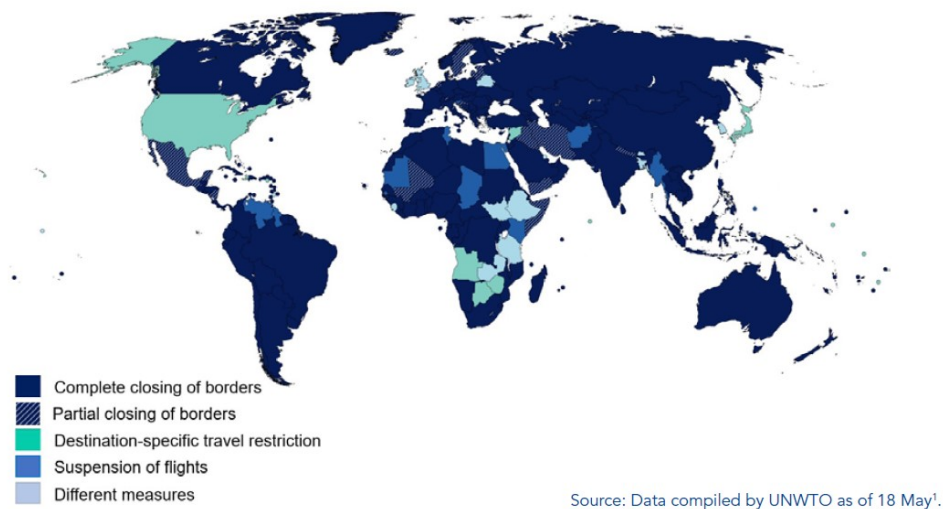 Complete closing of borders
Partial closing of borders
Destination-specific travel restriction
Suspension of flights
Different measures
Source: Data compiled by UNWTO as of 18 May¹.